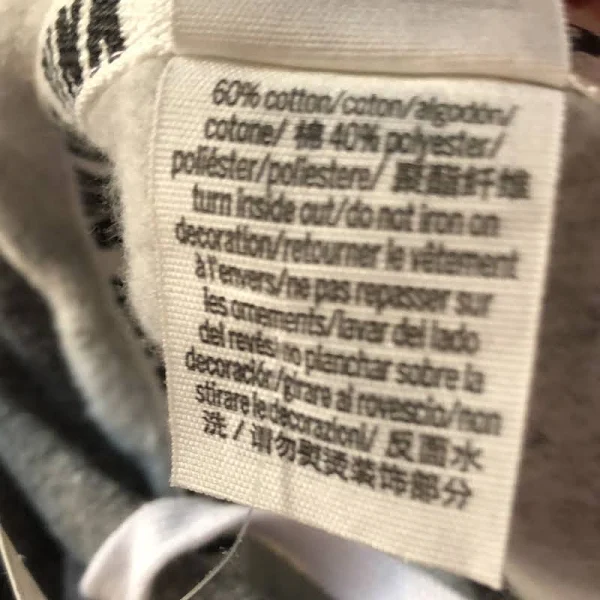 60% cotton/coton/algodón/
cotone/ 棉 40% polyester/
poliéster/poliestere/ 聚酯纤维
turn inside out/do not iron on
decoration/retourner le vêtement
à l'envers/ne pas repasser sur
les ornements/lavar del lado
del revés/no planchar sobre la
decoración/girare al rovescio/non
stirare le decorazioni/ 反面水
洗/请勿熨烫装饰部分